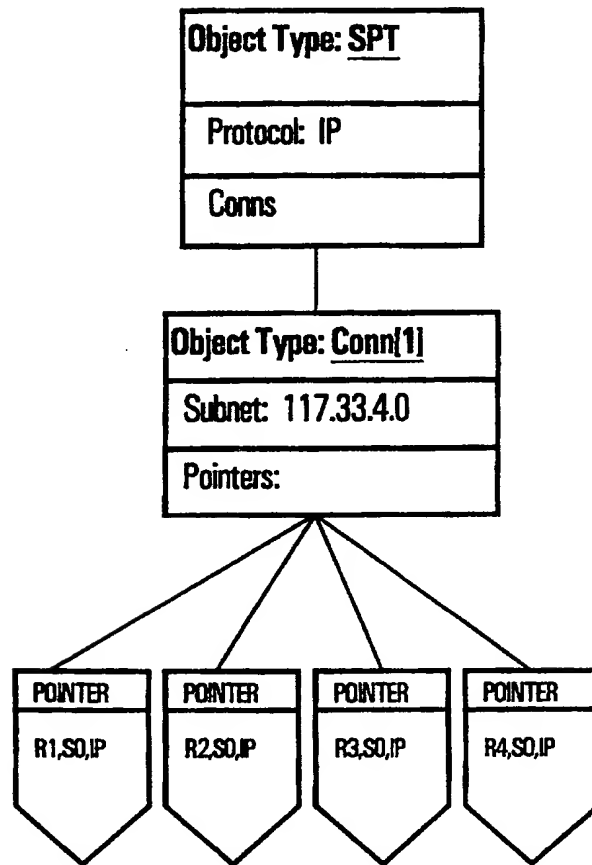 Object Type: SPT
Protocol: IP
Conns
Object Type: Conn[1]
Subnet: 117.33.4.0
Pointers:
POINTER POINTER POINTER POINTER
R1,S0,IP R2,S0,IP R3,S0,IP R4,S0,IP